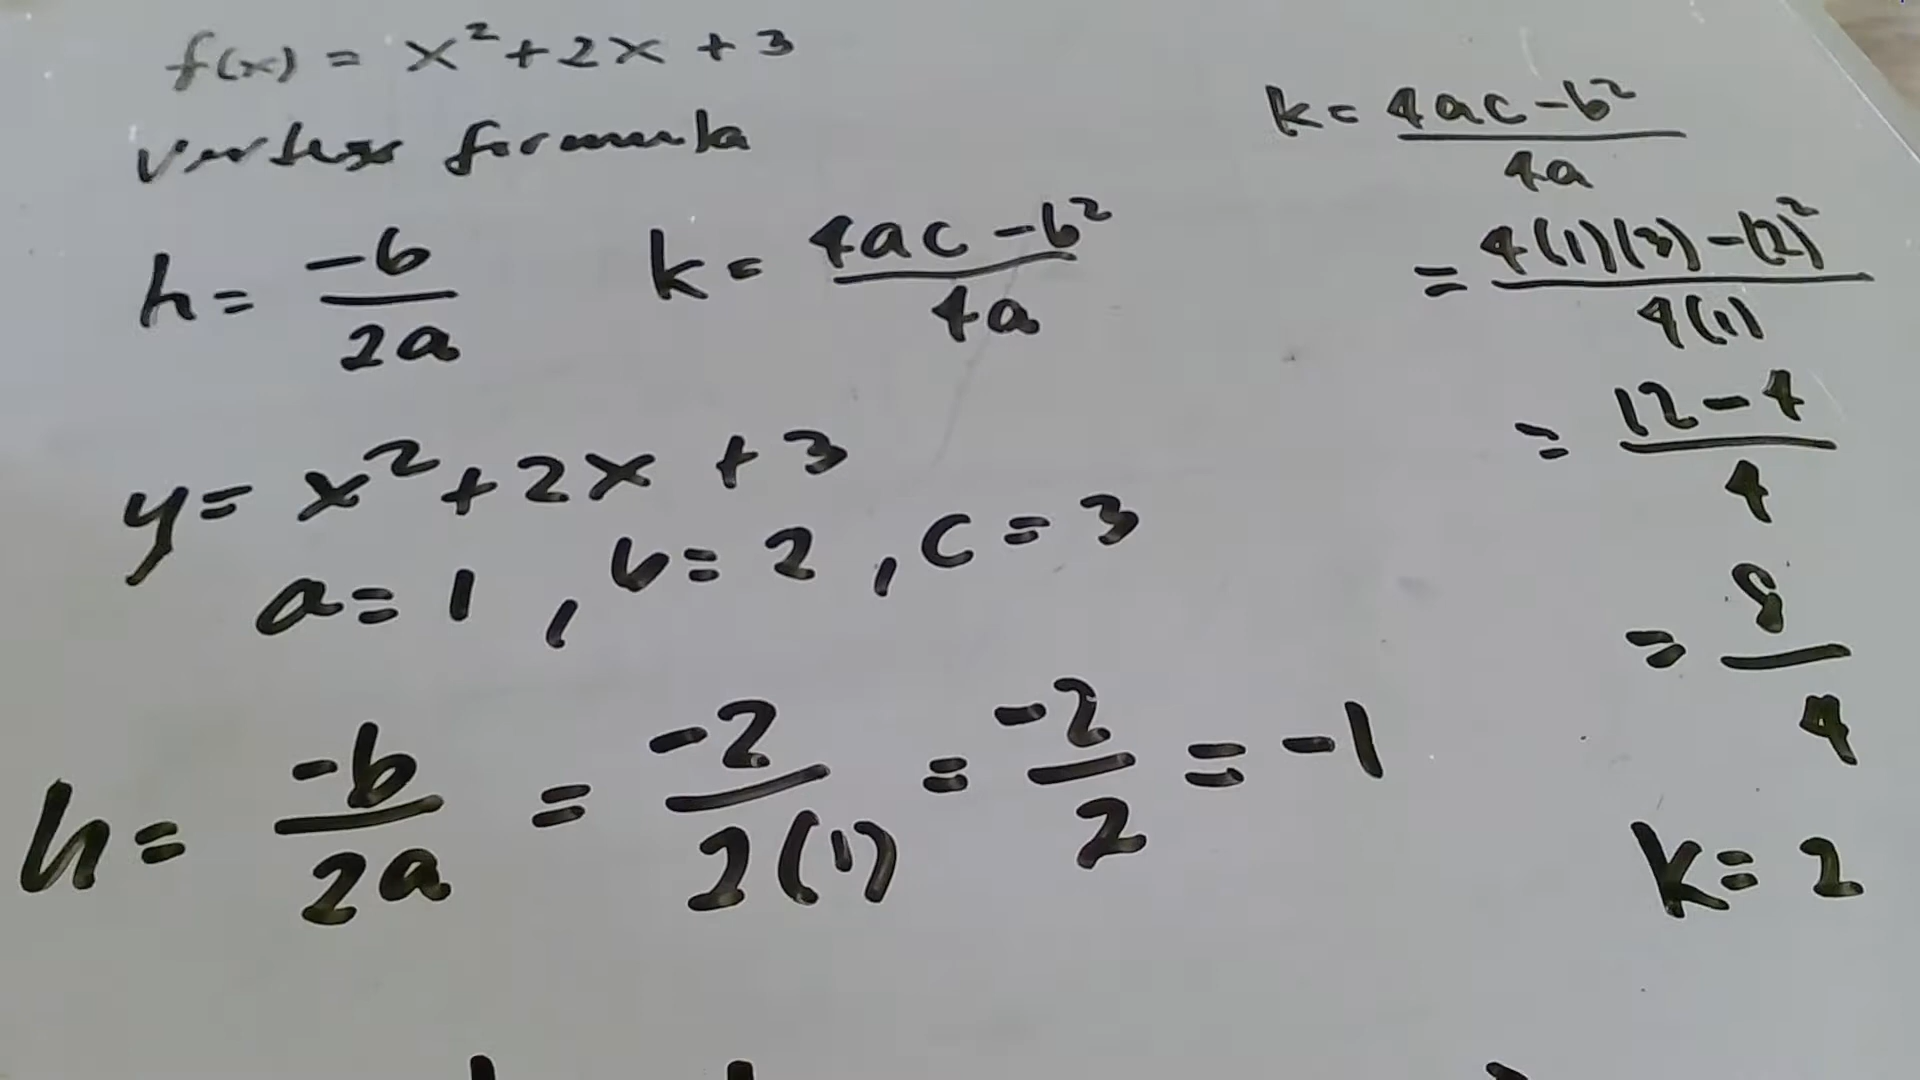 f(x) = x² + 2x + 3
vertex formula
h = -b/2a
k = 4ac - b²/4a
y = x² + 2x + 3
a = 1, b = 2, c = 3
h = -b/2a = -2/2(1) = -2/2 = -1
k = 4ac - b²/4a
= 4(1)(3) - (2)²/4(1)
= 12 - 4/4
= 8/4
k = 2